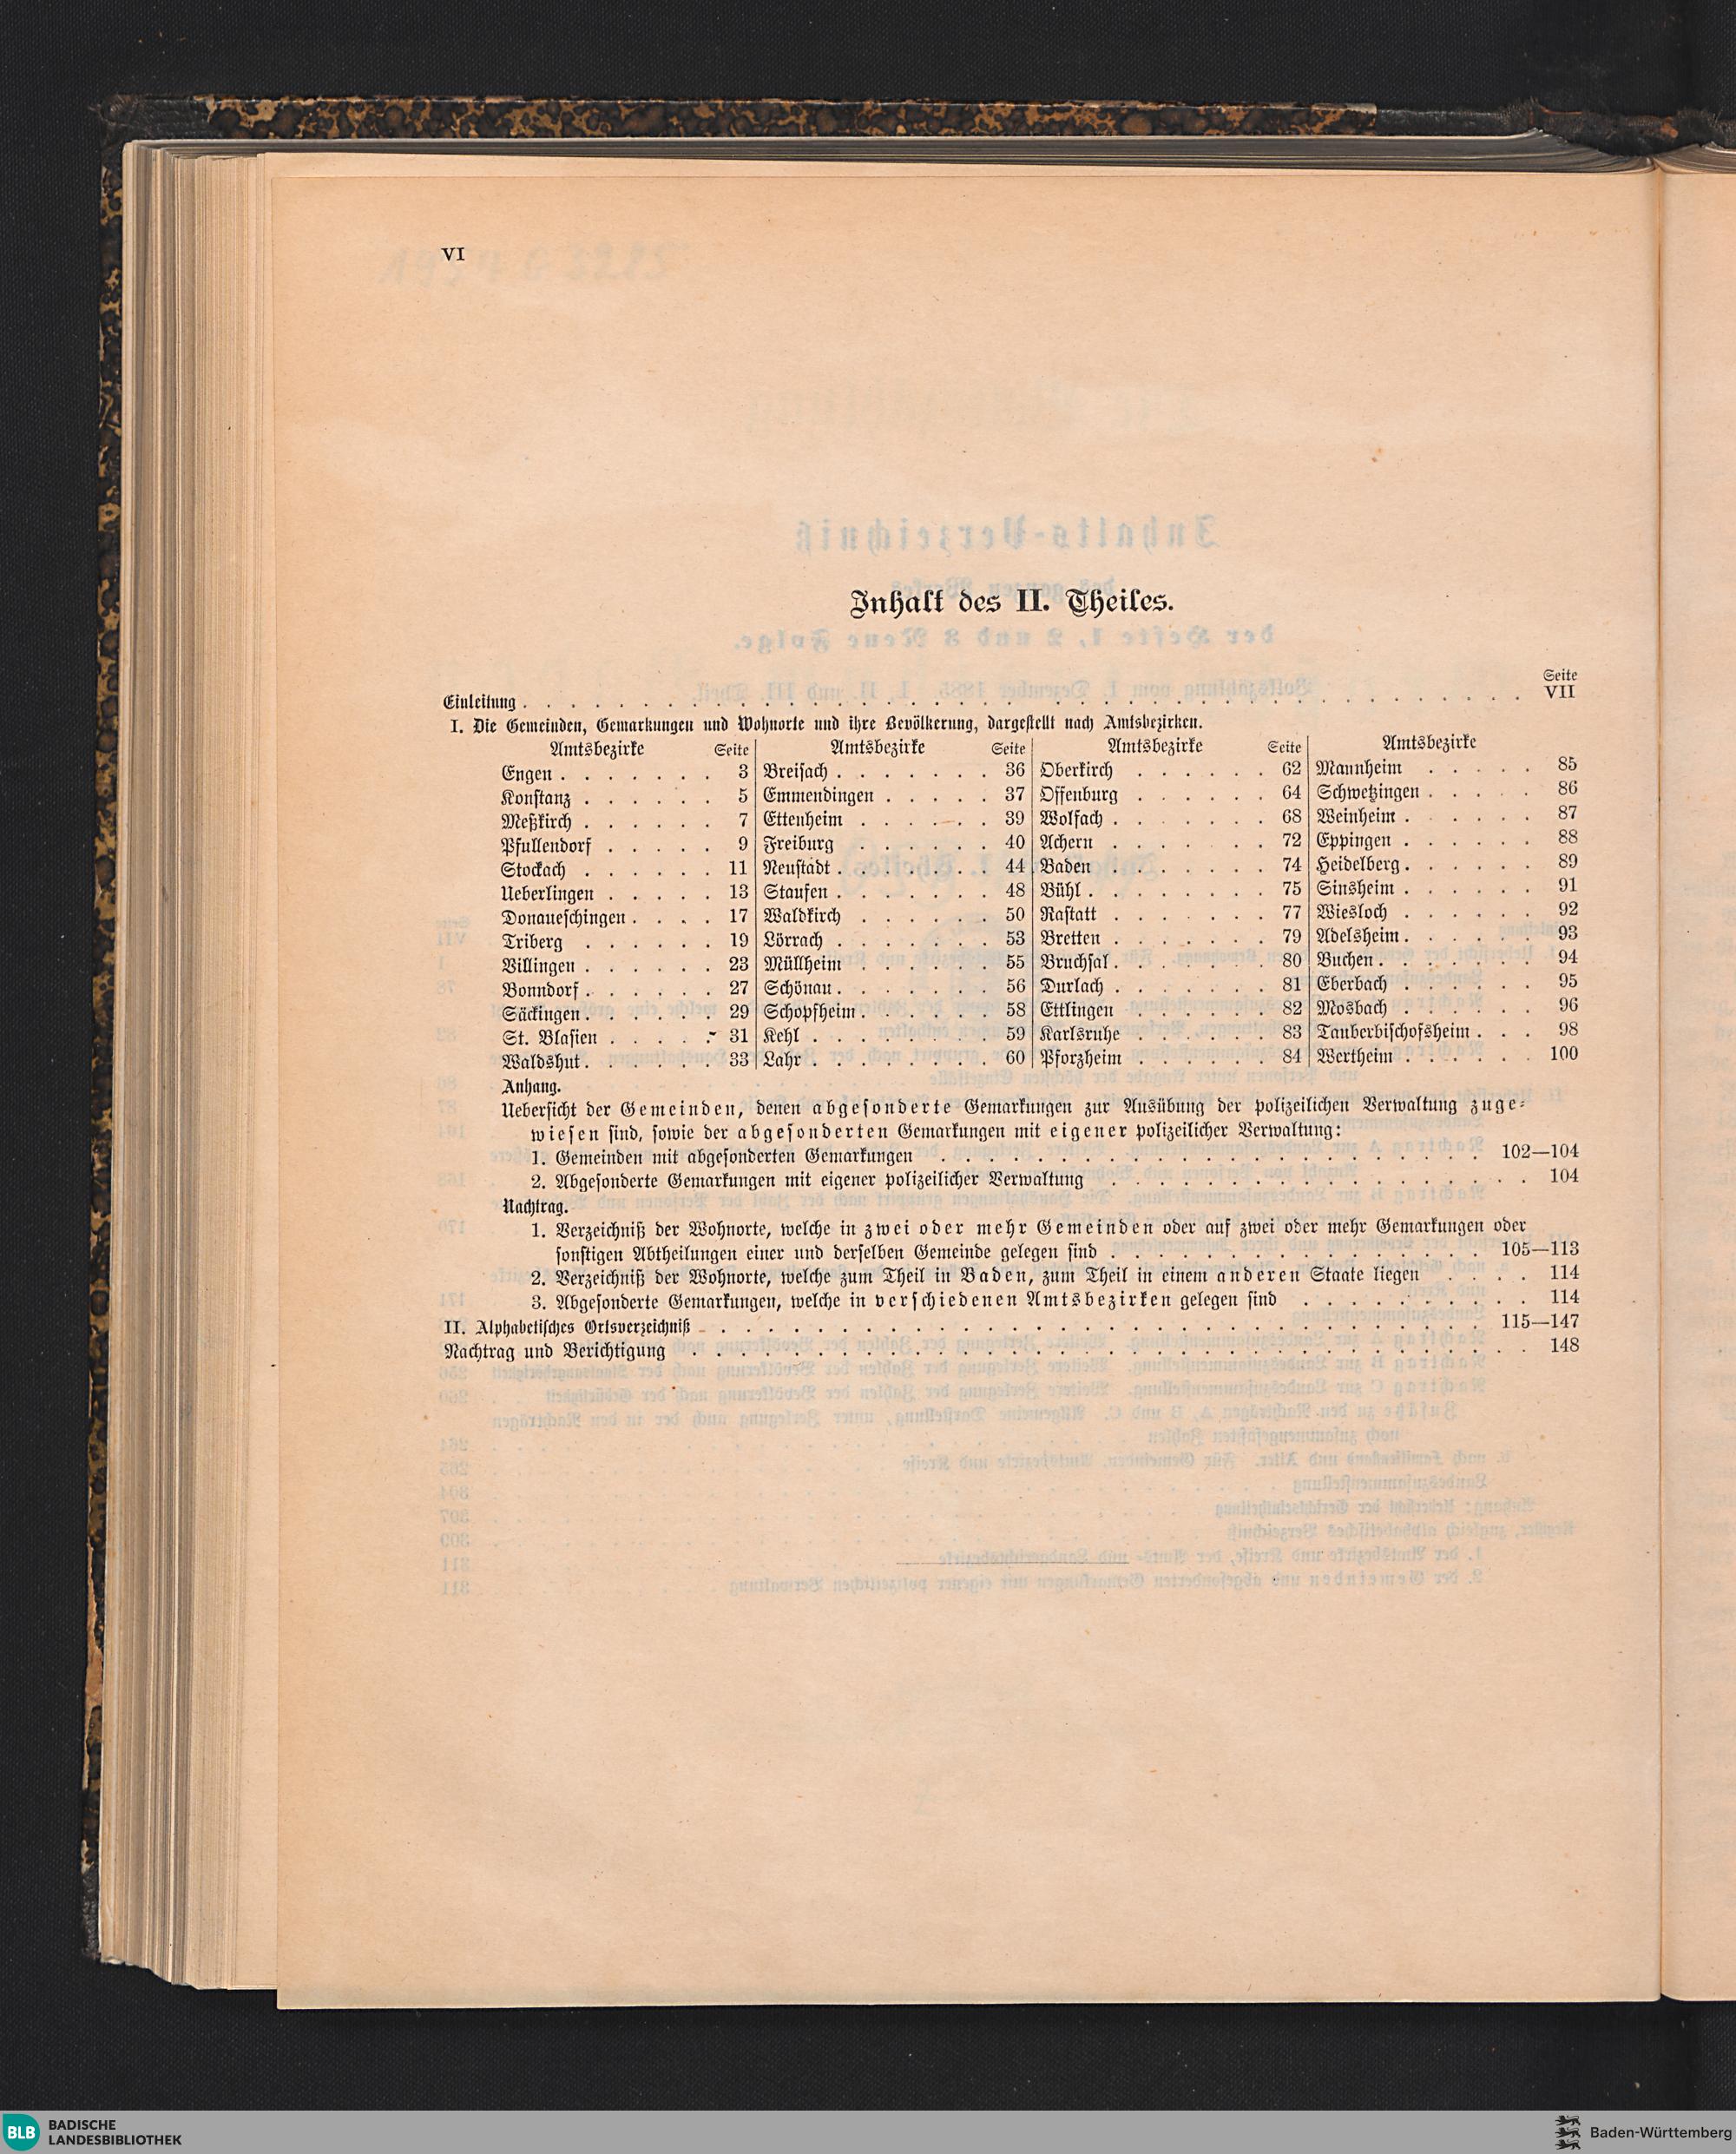 VI
Inhalt des II. Theiles.
Seite
Einleitung . . . . . . . . . . VII
I. Die Gemeinden, Gemarkungen und Wohnorte und ihre Bevölkerung, dargestellt nach Amtsbezirken.
Amtsbezirke Seite Amtsbezirke Seite Amtsbezirke Seite Amtsbezirke
Engen . . . 3 Breisach . . . 36 Oberkirch . . . 62 Mannheim . . . 85
Konstanz . . . 5 Emmendingen . . . 37 Offenburg . . . 64 Schwetzingen . . . 86
Meßkirch . . . 7 Ettenheim . . . 39 Wolfach . . . 68 Weinheim . . . 87
Pfullendorf . . . 9 Freiburg . . . 40 Achern . . . 72 Eppingen . . . 88
Stockach . . . 11 Neustadt . . . 44 Baden . . . 74 Heidelberg . . . 89
Ueberlingen . . . 13 Staufen . . . 48 Bühl . . . 75 Sinsheim . . . 91
Donaueschingen . . . 17 Waldkirch . . . 50 Rastatt . . . 77 Wiesloch . . . 92
Triberg . . . 19 Lörrach . . . 53 Bretten . . . 79 Adelsheim . . . 93
Villingen . . . 23 Müllheim . . . 55 Bruchsal . . . 80 Buchen . . . 94
Bonndorf . . . 27 Schönau . . . 56 Durlach . . . 81 Eberbach . . . 95
Säckingen . . . 29 Schopfheim . . . 58 Ettlingen . . . 82 Mosbach . . . 96
St. Blasien . . . 31 Kehl . . . 59 Karlsruhe . . . 83 Tauberbischofsheim . . . 98
Waldshut . . . 33 Lahr . . . 60 Pforzheim . . . 84 Wertheim . . . 100
Anhang.
Uebersicht der Gemeinden, denen abgesonderte Gemarkungen zur Ausübung der polizeilichen Verwaltung zuge-
wiesen sind, sowie der abgesonderten Gemarkungen mit eigener polizeilicher Verwaltung:
1. Gemeinden mit abgesonderten Gemarkungen . . . 102—104
2. Abgesonderte Gemarkungen mit eigener polizeilicher Verwaltung . . . 104
Nachtrag.
1. Verzeichniß der Wohnorte, welche in zwei oder mehr Gemeinden oder auf zwei oder mehr Gemarkungen oder
sonstigen Abtheilungen einer und derselben Gemeinde gelegen sind . . . 105—113
2. Verzeichniß der Wohnorte, welche zum Theil in Baden, zum Theil in einem anderen Staate liegen . . . 114
3. Abgesonderte Gemarkungen, welche in verschiedenen Amtsbezirken gelegen sind . . . 114
II. Alphabetisches Ortsverzeichniß . . . 115—147
Nachtrag und Berichtigung . . . 148
BLB BADISCHE
LANDESBIBLIOTHEK
Baden-Württemberg